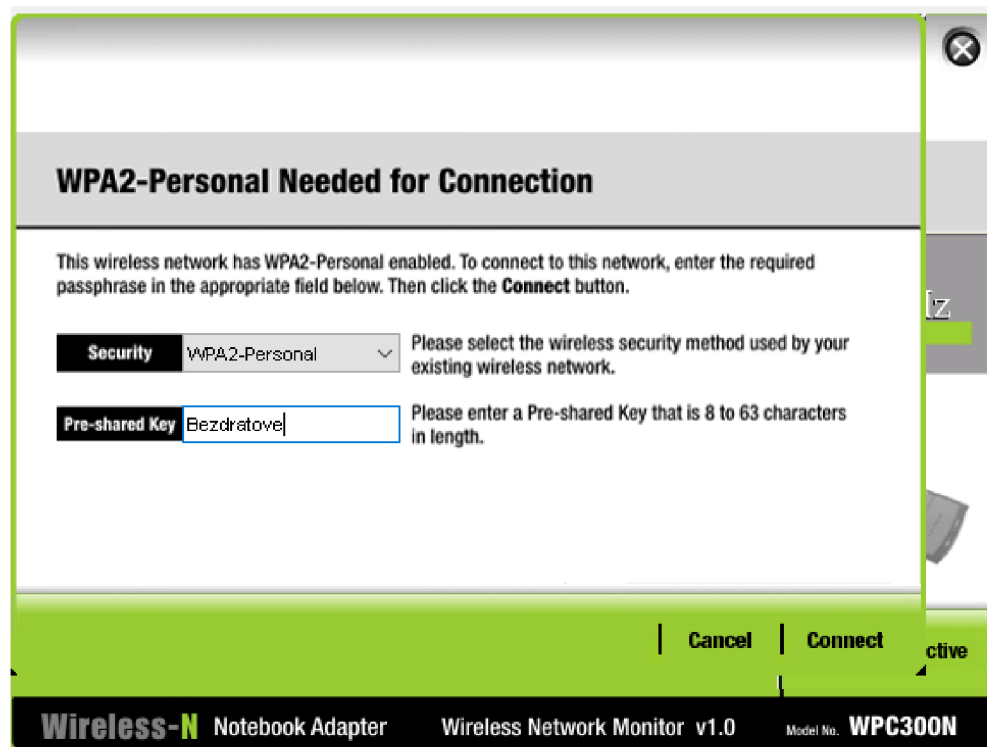 WPA2-Personal Needed for Connection
This wireless network has WPA2-Personal enabled. To connect to this network, enter the required
passphrase in the appropriate field below. Then click the Connect button.
Security WPA2-Personal Please select the wireless security method used by your
existing wireless network.
Pre-shared Key Bezdratove Please enter a Pre-shared Key that is 8 to 63 characters
in length.
Cancel Connect
ctive
Wireless-N Notebook Adapter Wireless Network Monitor v1.0 Model No. WPC300N